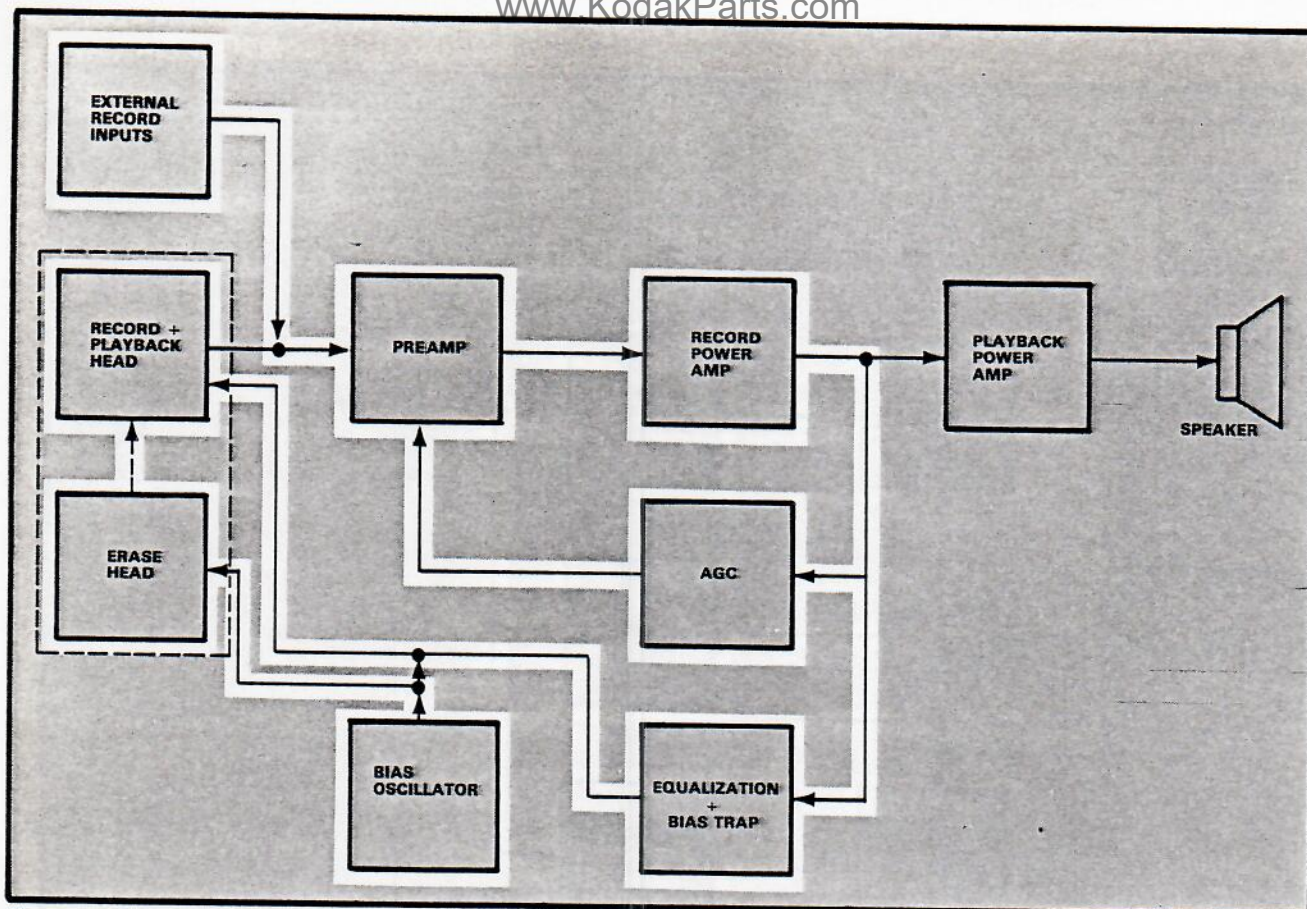 www.KodakParts.com
EXTERNAL
RECORD
INPUTS
RECORD +
PLAYBACK
HEAD
PREAMP
RECORD
POWER
AMP
PLAYBACK
POWER
AMP
SPEAKER
ERASE
HEAD
AGC
BIAS
OSCILLATOR
EQUALIZATION
+
BIAS TRAP